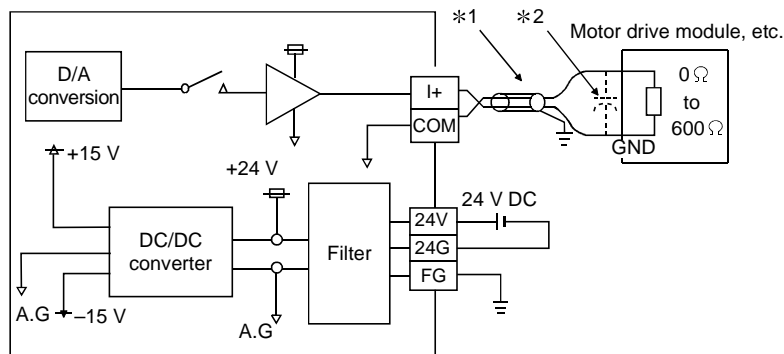 *1
*2
Motor drive module, etc.
D/A
conversion
I+
COM
0Ω
to
600Ω
GND
+15 V
+24 V
24 V DC
DC/DC
converter
Filter
24V
24G
FG
A.G
–15 V
A.G